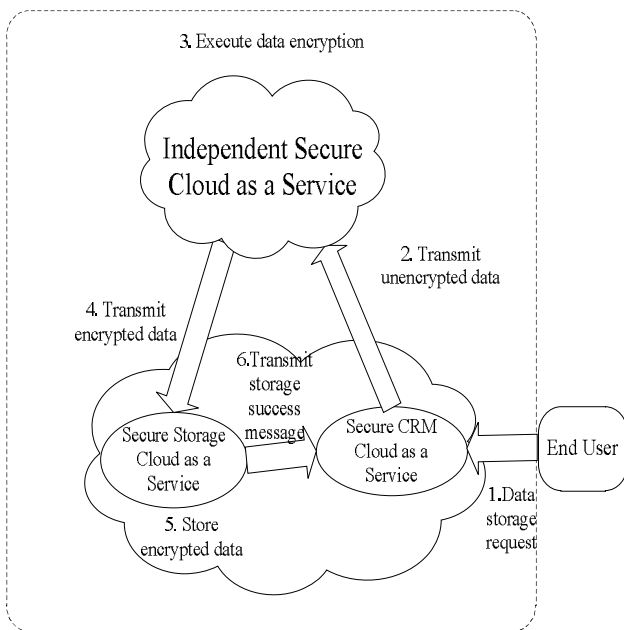 3. Execute data encryption
Independent Secure
Cloud as a Service
2. Transmit
unencrypted data
4. Transmit
encrypted data
6.Transmit
storage
success
message
Secure Storage
Cloud as a
Service
Secure CRM
Cloud as a
Service
End User
1.Data
storage
request
5. Store
encrypted data